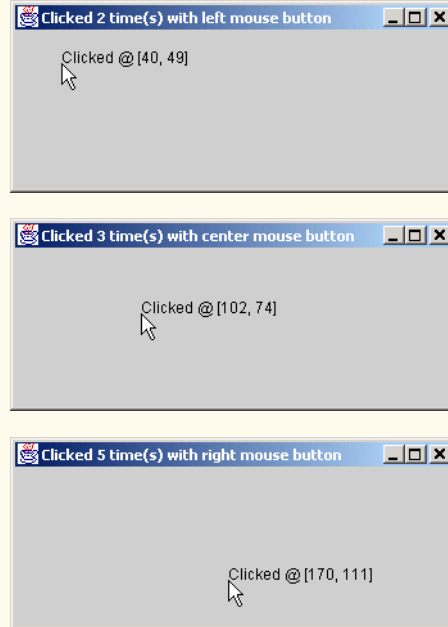 Clicked 2 time(s) with left mouse button
Clicked @ [40, 49]
Clicked 3 time(s) with center mouse button
Clicked @ [102, 74]
Clicked 5 time(s) with right mouse button
Clicked @ [170, 111]